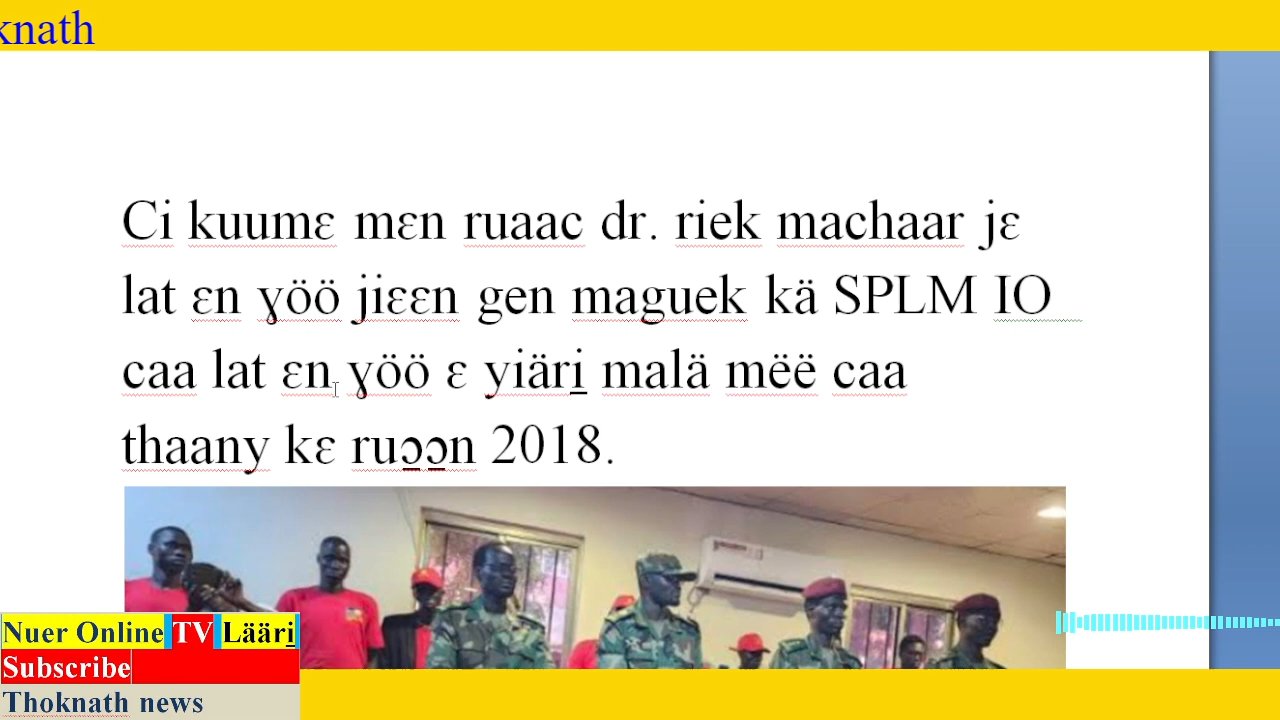 knath
Ci kuumɛ mɛn ruaac dr. riek machaar jɛ
lat ɛn ɣöö jiɛɛn gen maguek kä SPLM IO
caa lat ɛn ɣöö ɛ yiäri̱ malä mëë caa
thaany kɛ ruɔ̱ɔ̱n 2018.
Nuer Online TV Lääri̱
Subscribe
Thoknath news